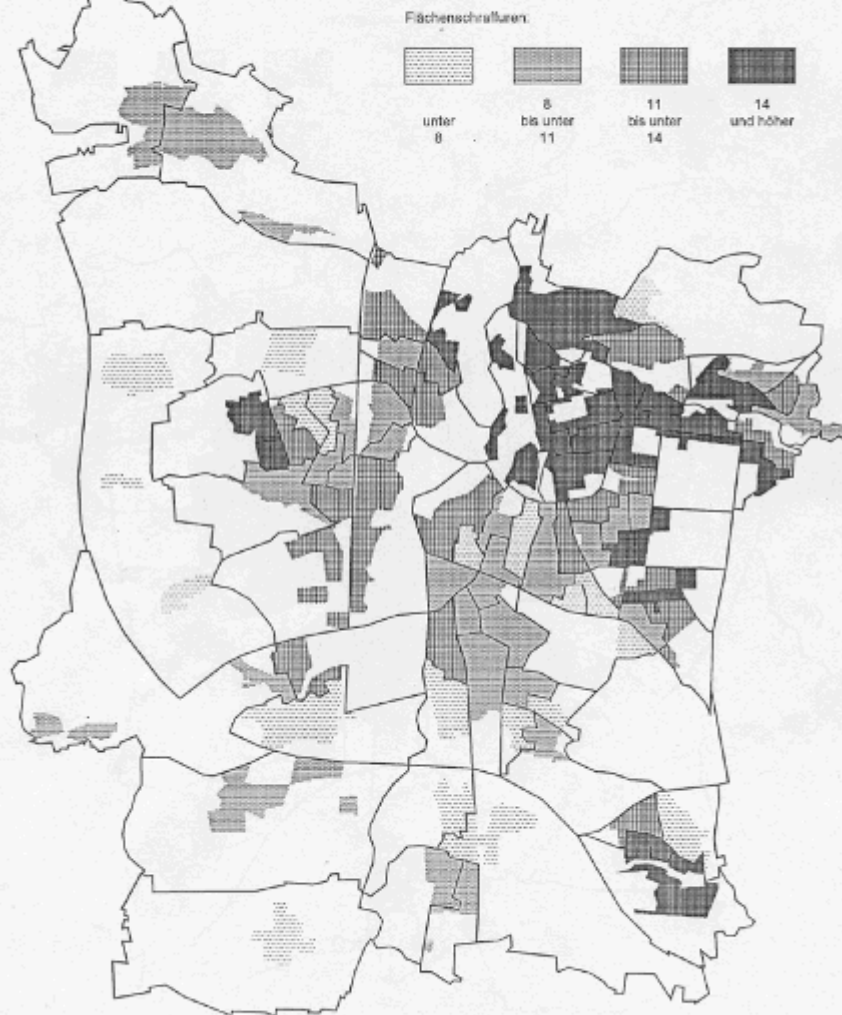 Flächenschraffuren:
8 11 14
unter bis unter bis unter und höher
8 11 14